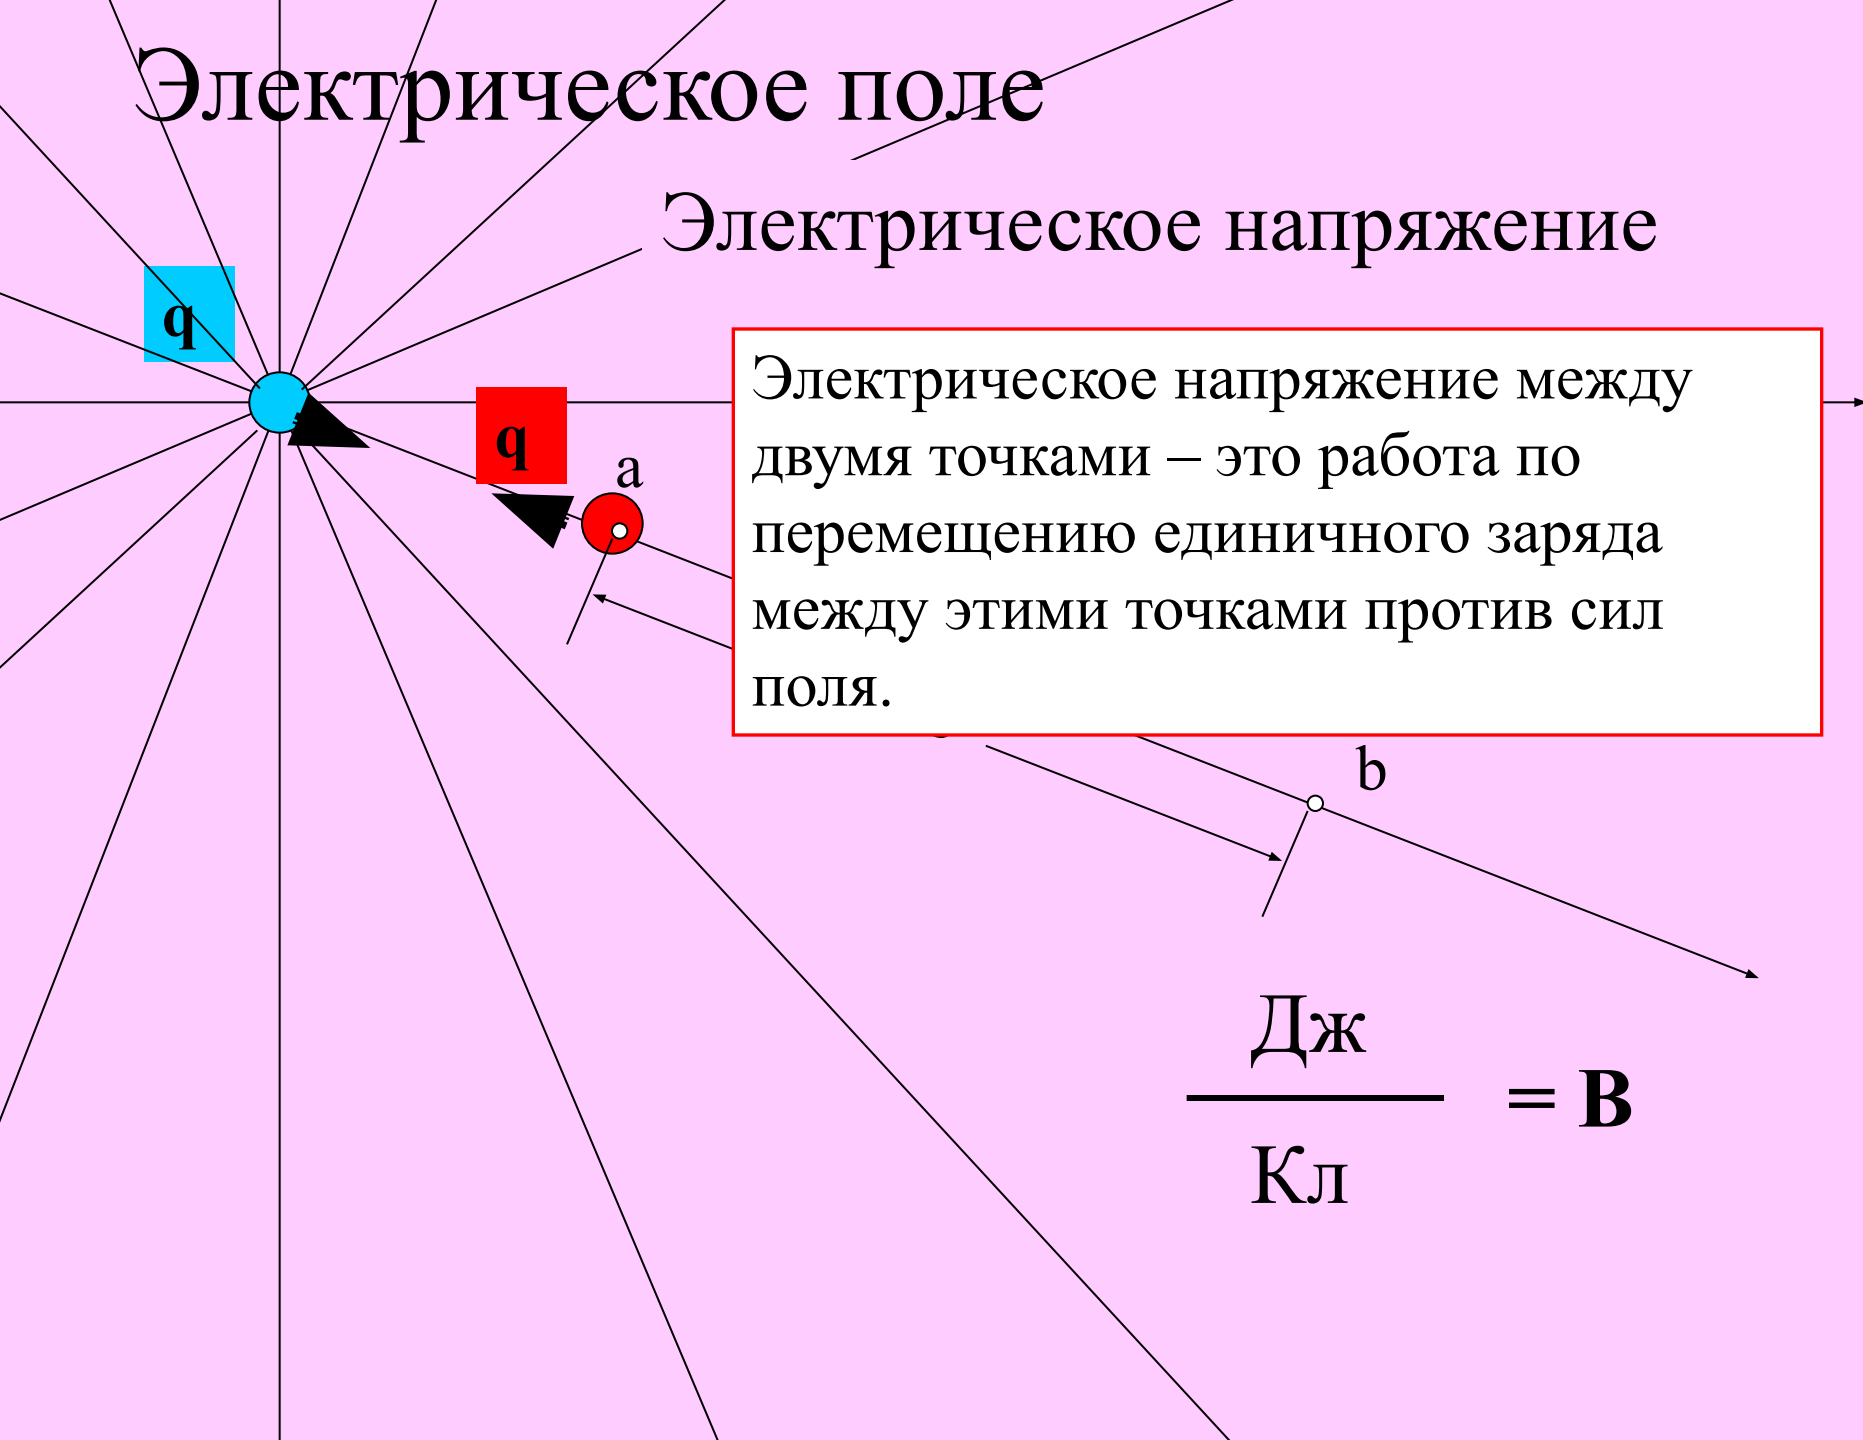 Электрическое поле
Электрическое напряжение
q
q
a
Электрическое напряжение между
двумя точками – это работа по
перемещению единичного заряда
между этими точками против сил
поля.
b
Дж
Кл
= В